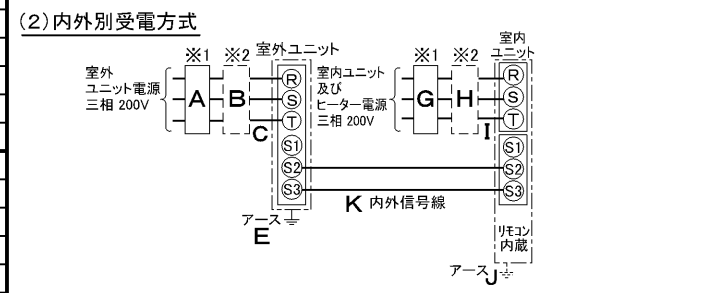 (2)内外別受電方式
※1 ※2 室外ユニット
室外
ユニット電源
三相 200V
A B C
R
S
T
S1
S2
S3
アース
E
※1 ※2 室内
ユニット
室内ユニット
及び
ヒーター電源
三相 200V
G H I
R
S
T
S1
S2
S3
K 内外信号線
リモコン
内蔵
アース J